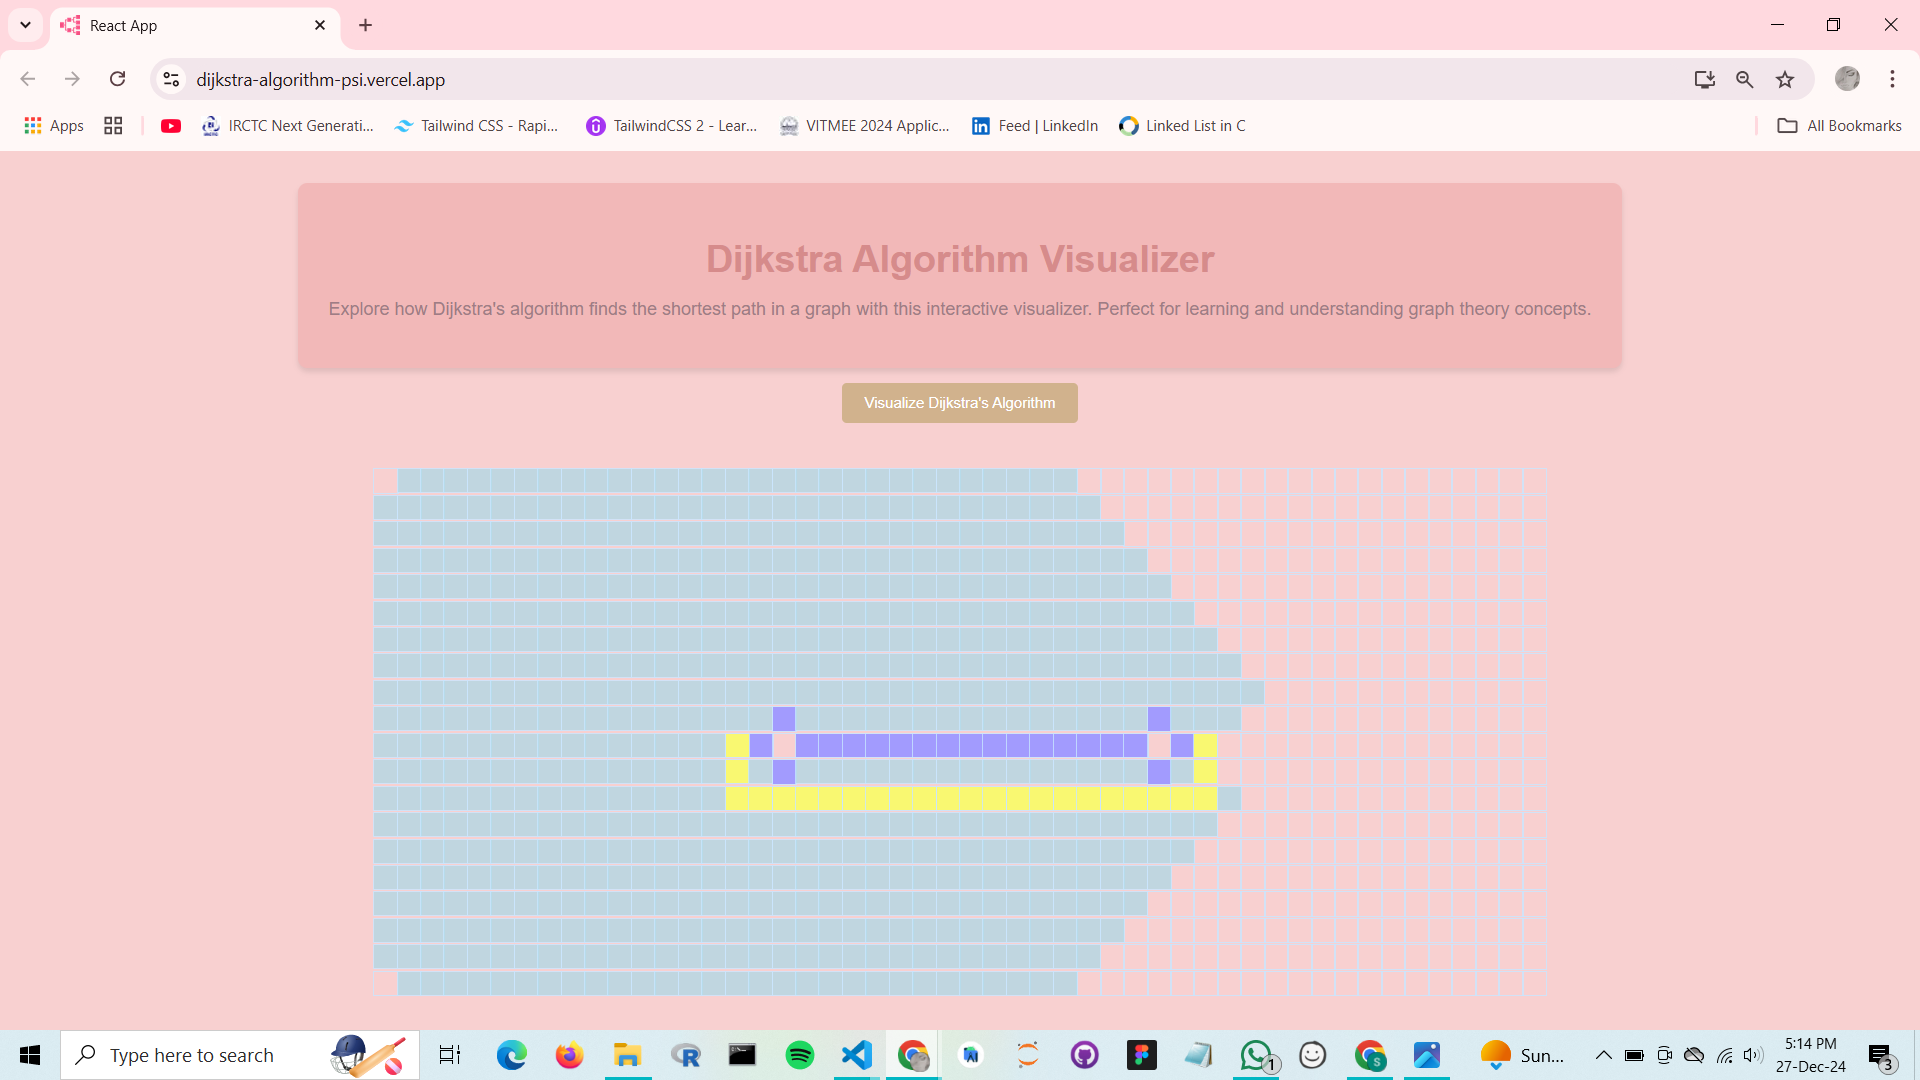 React App
dijkstra-algorithm-psi.vercel.app
Apps
IRCTC Next Generati...
Tailwind CSS - Rapi...
TailwindCSS 2 - Lear...
VITMEE 2024 Applic...
Feed | LinkedIn
Linked List in C
All Bookmarks
Dijkstra Algorithm Visualizer
Explore how Dijkstra's algorithm finds the shortest path in a graph with this interactive visualizer. Perfect for learning and understanding graph theory concepts.
Visualize Dijkstra's Algorithm
Type here to search
1
S
Sun...
5:14 PM
27-Dec-24
3